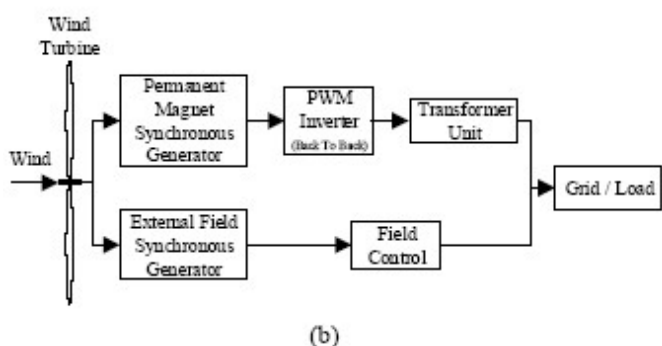 Wind
Turbine
Wind
Permanent
Magnet
Synchronous
Generator
PWM
Inverter
(Back To Back)
Transformer
Unit
Grid / Load
External Field
Synchronous
Generator
Field
Control
(b)